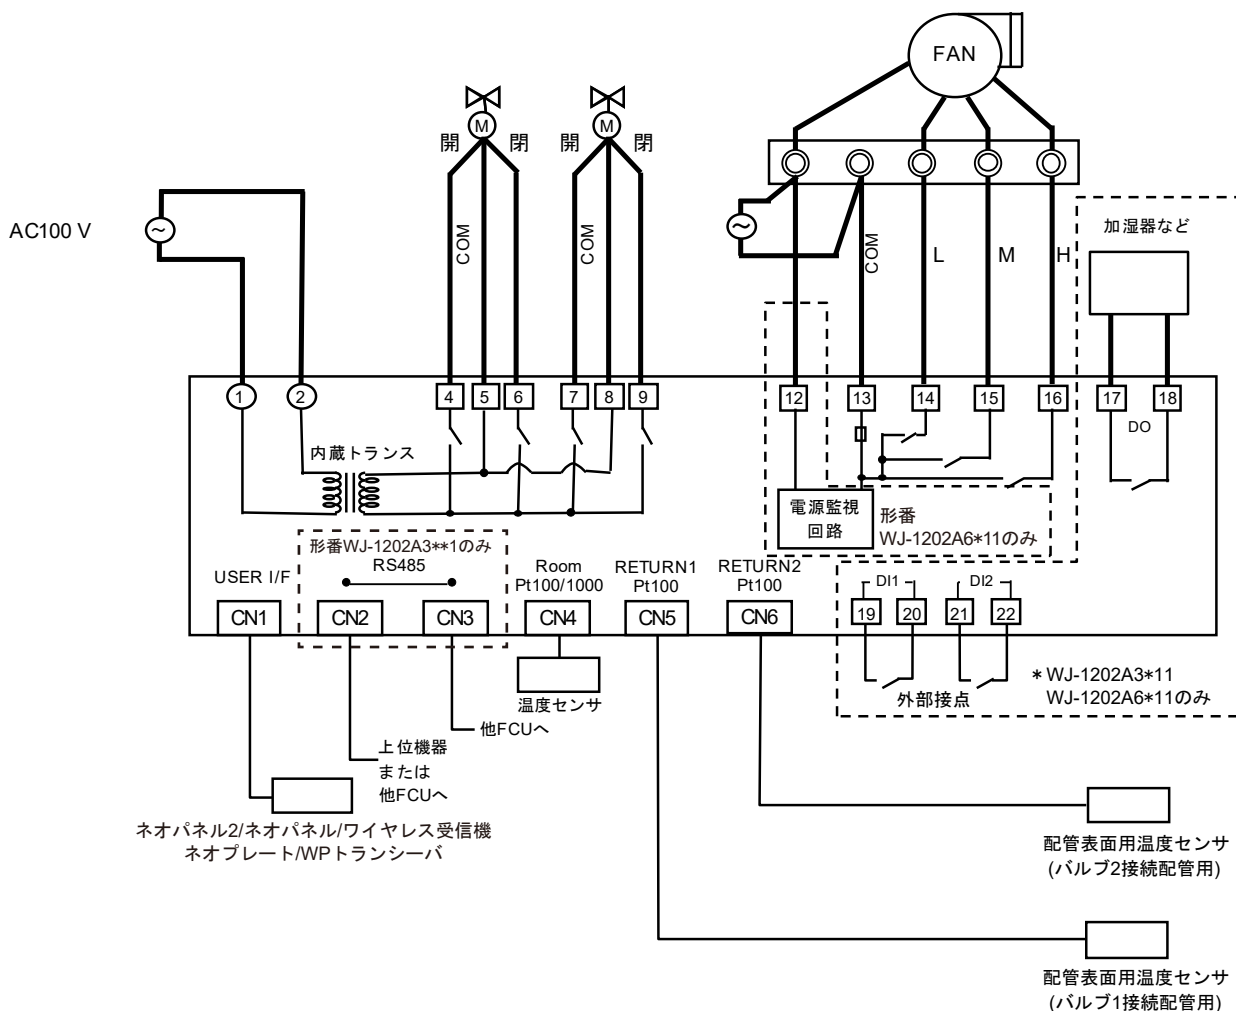 FAN
M
M
開
閉
開
閉
AC100 V
~
~
COM
COM
COM
L
M
H
加湿器など
1
2
4
5
6
7
8
9
12
13
14
15
16
17
18
DO
内蔵トランス
電源監視
回路
形番
WJ-1202A6*11のみ
形番WJ-1202A3**1のみ
RS485
USER I/F
Room
Pt100/1000
RETURN1
Pt100
RETURN2
Pt100
CN1
CN2
CN3
CN4
CN5
CN6
DI1
DI2
19
20
21
22
外部接点
*WJ-1202A3*11
WJ-1202A6*11のみ
温度センサ
他FCUへ
上位機器
または
他FCUへ
ネオパネル2/ネオパネル/ワイヤレス受信機
ネオプレート/WPトランシーバ
配管表面用温度センサ
(バルブ2接続配管用)
配管表面用温度センサ
(バルブ1接続配管用)